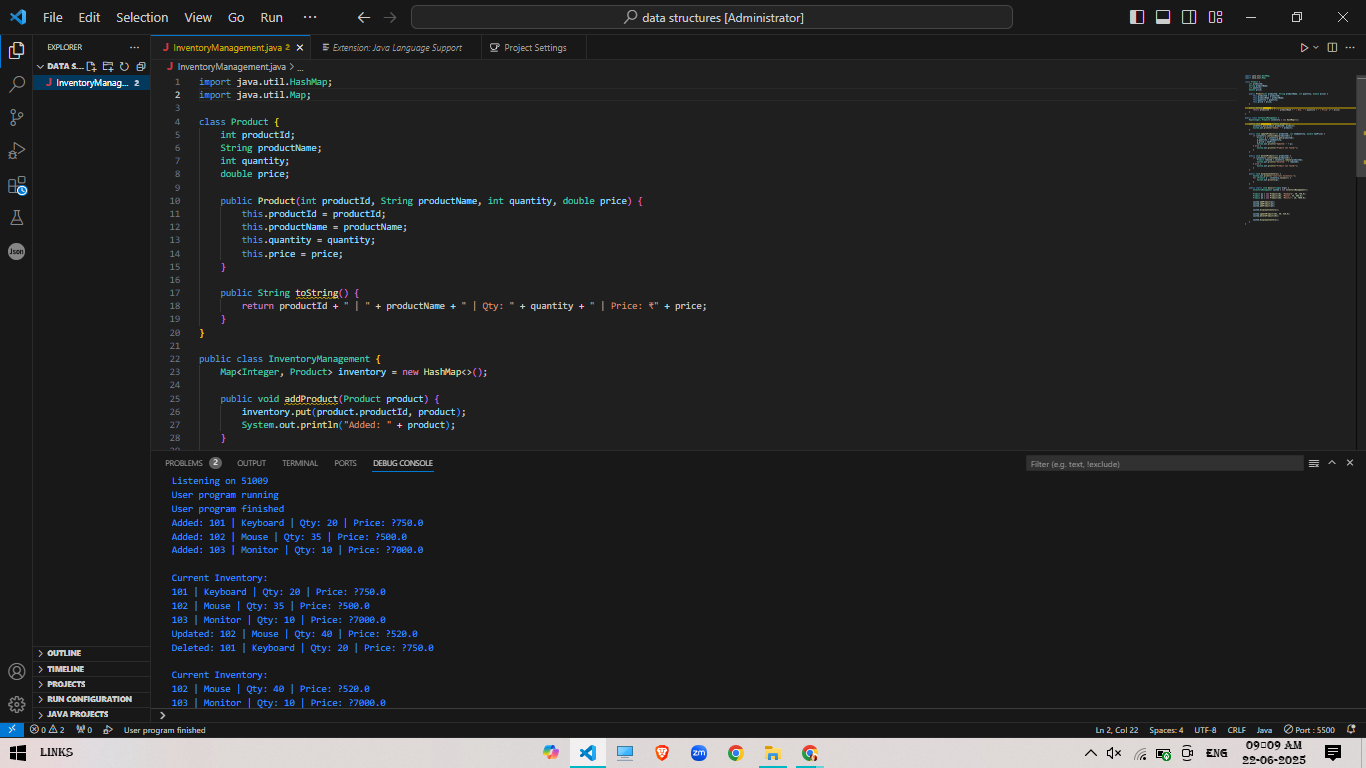 File Edit Selection View Go Run ··· data structures [Administrator]
EXPLORER ···
InventoryManagement.java 2 Extension: Java Language Support Project Settings
DATA S...
InventoryManag... 2
InventoryManagement.java > ...
1 import java.util.HashMap;
2 import java.util.Map;
3
4 class Product {
5 int productId;
6 String productName;
7 int quantity;
8 double price;
9
10 public Product(int productId, String productName, int quantity, double price) {
11 this.productId = productId;
12 this.productName = productName;
13 this.quantity = quantity;
14 this.price = price;
15 }
16
17 public String toString() {
18 return productId + " | " + productName + " | Qty: " + quantity + " | Price: ₹" + price;
19 }
20 }
21
22 public class InventoryManagement {
23 Map<Integer, Product> inventory = new HashMap<>();
24
25 public void addProduct(Product product) {
26 inventory.put(product.productId, product);
27 System.out.println("Added: " + product);
28 }
PROBLEMS 2 OUTPUT TERMINAL PORTS DEBUG CONSOLE Filter (e.g. text, !exclude)
Listening on 51009
User program running
User program finished
Added: 101 | Keyboard | Qty: 20 | Price: ?750.0
Added: 102 | Mouse | Qty: 35 | Price: ?500.0
Added: 103 | Monitor | Qty: 10 | Price: ?7000.0
Current Inventory:
101 | Keyboard | Qty: 20 | Price: ?750.0
102 | Mouse | Qty: 35 | Price: ?500.0
103 | Monitor | Qty: 10 | Price: ?7000.0
Updated: 102 | Mouse | Qty: 40 | Price: ?520.0
Deleted: 101 | Keyboard | Qty: 20 | Price: ?750.0
Current Inventory:
102 | Mouse | Qty: 40 | Price: ?520.0
103 | Monitor | Qty: 10 | Price: ?7000.0
Json
OUTLINE
TIMELINE
PROJECTS
RUN CONFIGURATION
JAVA PROJECTS
0 2 0 User program finished Ln 2, Col 22 Spaces: 4 UTF-8 CRLF Java Port : 5500
LINKS zm ENG 09:09 AM
22-06-2025